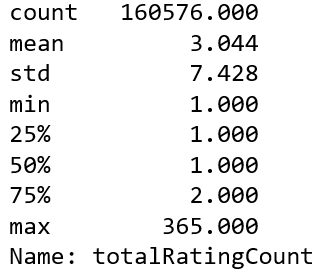 count 160576.000
mean 3.044
std 7.428
min 1.000
25% 1.000
50% 1.000
75% 2.000
max 365.000
Name: totalRatingCount